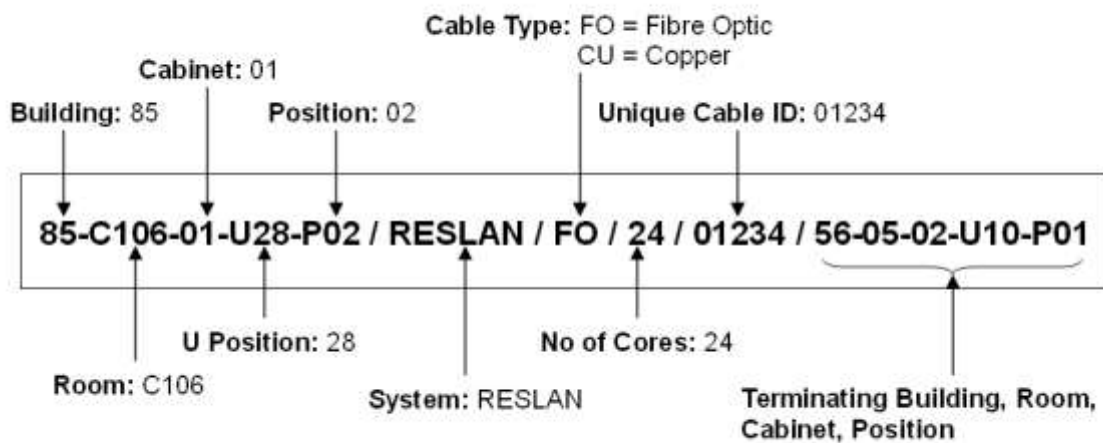 Cable Type: FO = Fibre Optic
CU = Copper
Cabinet: 01
Building: 85
Position: 02
Unique Cable ID: 01234
85-C106-01-U28-P02 / RESLAN / FO / 24 / 01234 / 56-05-02-U10-P01
U Position: 28
No of Cores: 24
Room: C106
System: RESLAN
Terminating Building, Room,
Cabinet, Position